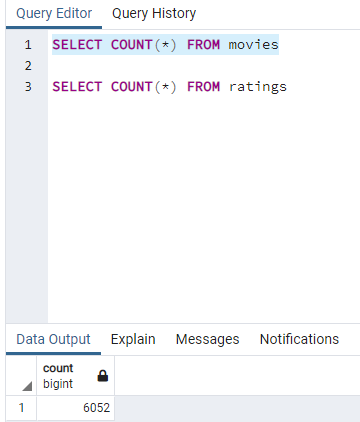 Query Editor Query History
1 SELECT COUNT(*) FROM movies
2
3 SELECT COUNT(*) FROM ratings
Data Output Explain Messages Notifications
count
bigint
1 6052